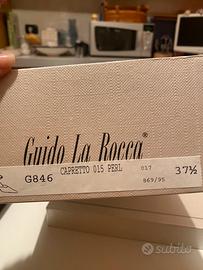 Guido La Rocca®
CAPRETTO 015 PERL 017
G846 869/95 37½
subito